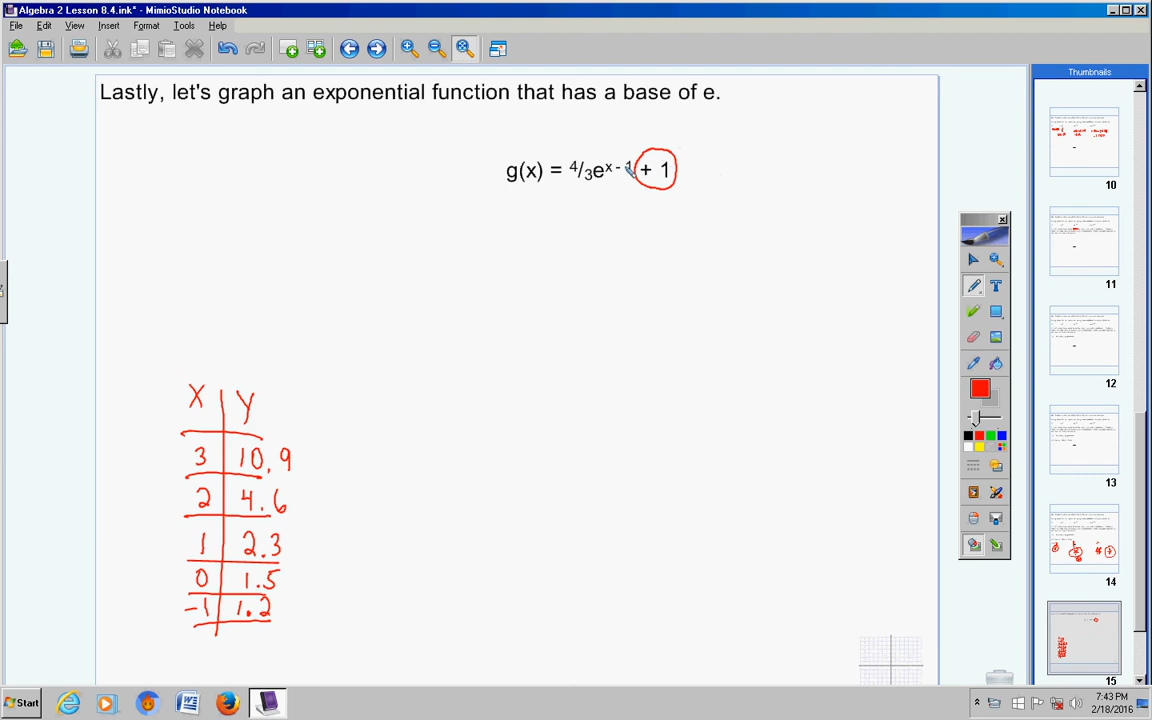 Algebra 2 Lesson 8.4.ink* - MimioStudio Notebook
File Edit View Insert Format Tools Help
Lastly, let's graph an exponential function that has a base of e.
g(x) = ⁴/₃eˣ⁻¹ + 1
X Y
3 10.9
2 4.6
1 2.3
0 1.5
-1 1.2
Thumbnails
10
11
12
13
14
15
T
W
Start
7:43 PM
2/18/2016